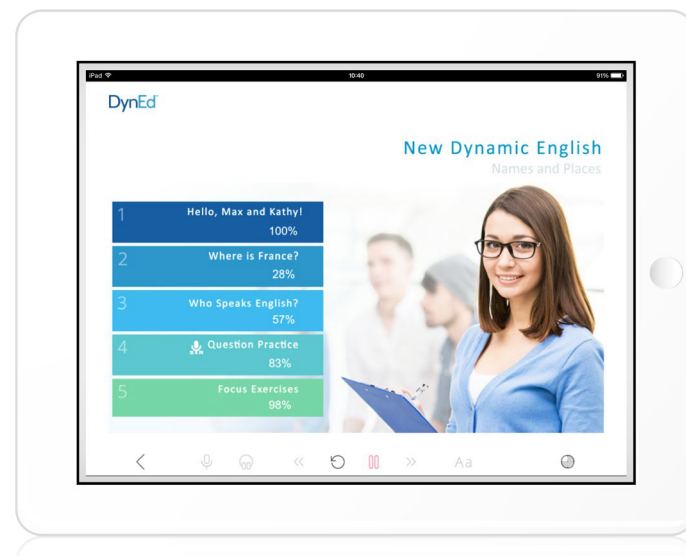 iPad
10:40
91%
DynEd
New Dynamic English
Names and Places
1
Hello, Max and Kathy!
100%
2
Where is France?
28%
3
Who Speaks English?
57%
4
Question Practice
83%
5
Focus Exercises
98%
Aa